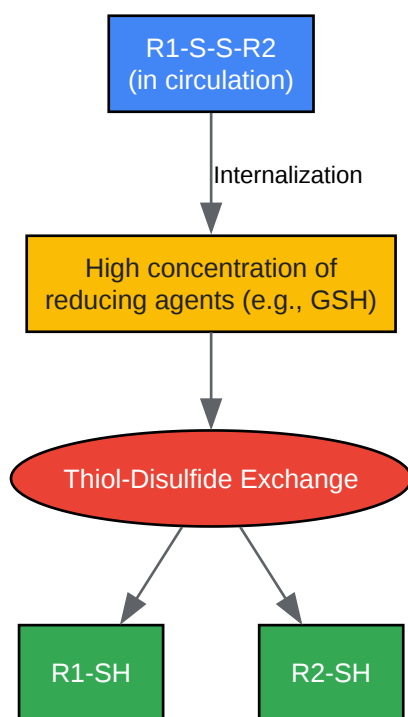 R1-S-S-R2
(in circulation)
Internalization
High concentration of
reducing agents (e.g., GSH)
Thiol-Disulfide Exchange
R1-SH
R2-SH